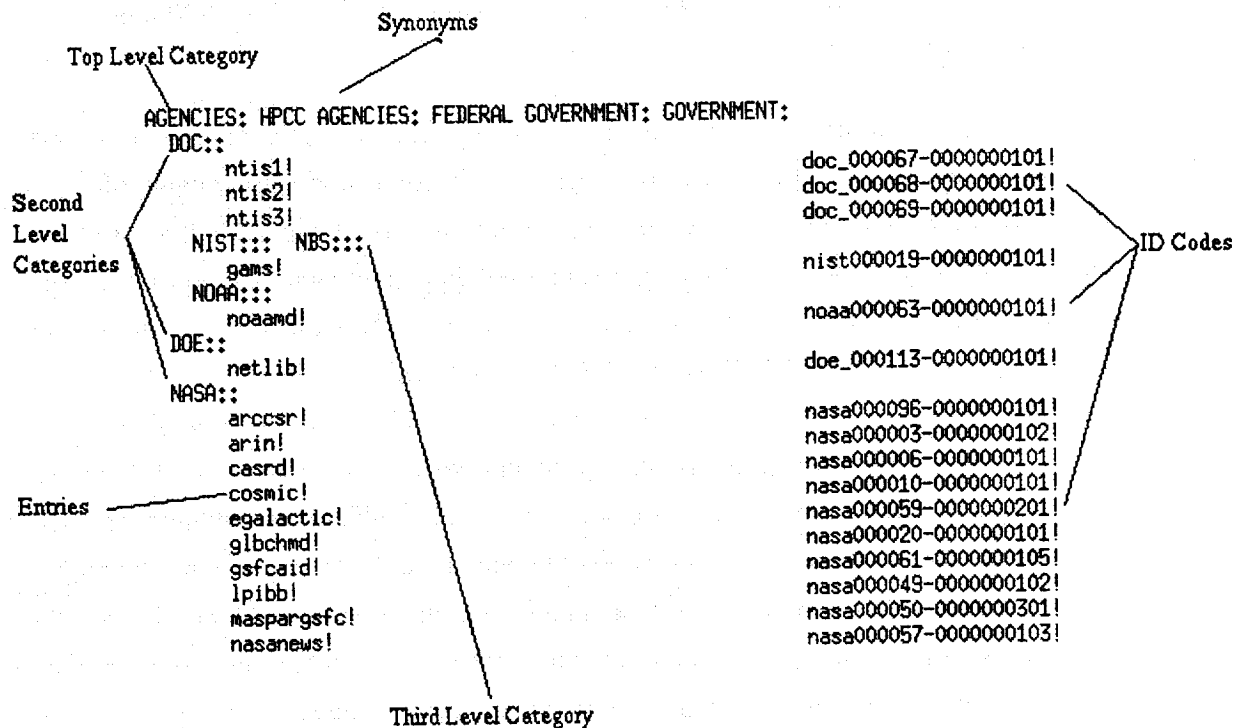 Synonyms
Top Level Category
AGENCIES: HPCC AGENCIES: FEDERAL GOVERNMENT: GOVERNMENT:
DOC::
ntis1! doc_000067-0000000101!
ntis2! doc_000068-0000000101!
ntis3! doc_000069-0000000101!
Second
Level
Categories
NIST::: NBS:::
gams! nist000019-0000000101!
ID Codes
NOAA:::
noaamd! noaa000063-0000000101!
DOE::
netlib! doe_000113-0000000101!
NASA::
arccsr! nasa000096-0000000101!
arin! nasa000003-0000000102!
casrd! nasa000006-0000000101!
Entries
cosmic! nasa000010-0000000101!
egalactic! nasa000059-0000000201!
glbchmd! nasa000020-0000000101!
gsfcaid! nasa000061-0000000105!
lpibb! nasa000049-0000000102!
maspargsfc! nasa000050-0000000301!
nasanews! nasa000057-0000000103!
Third Level Category